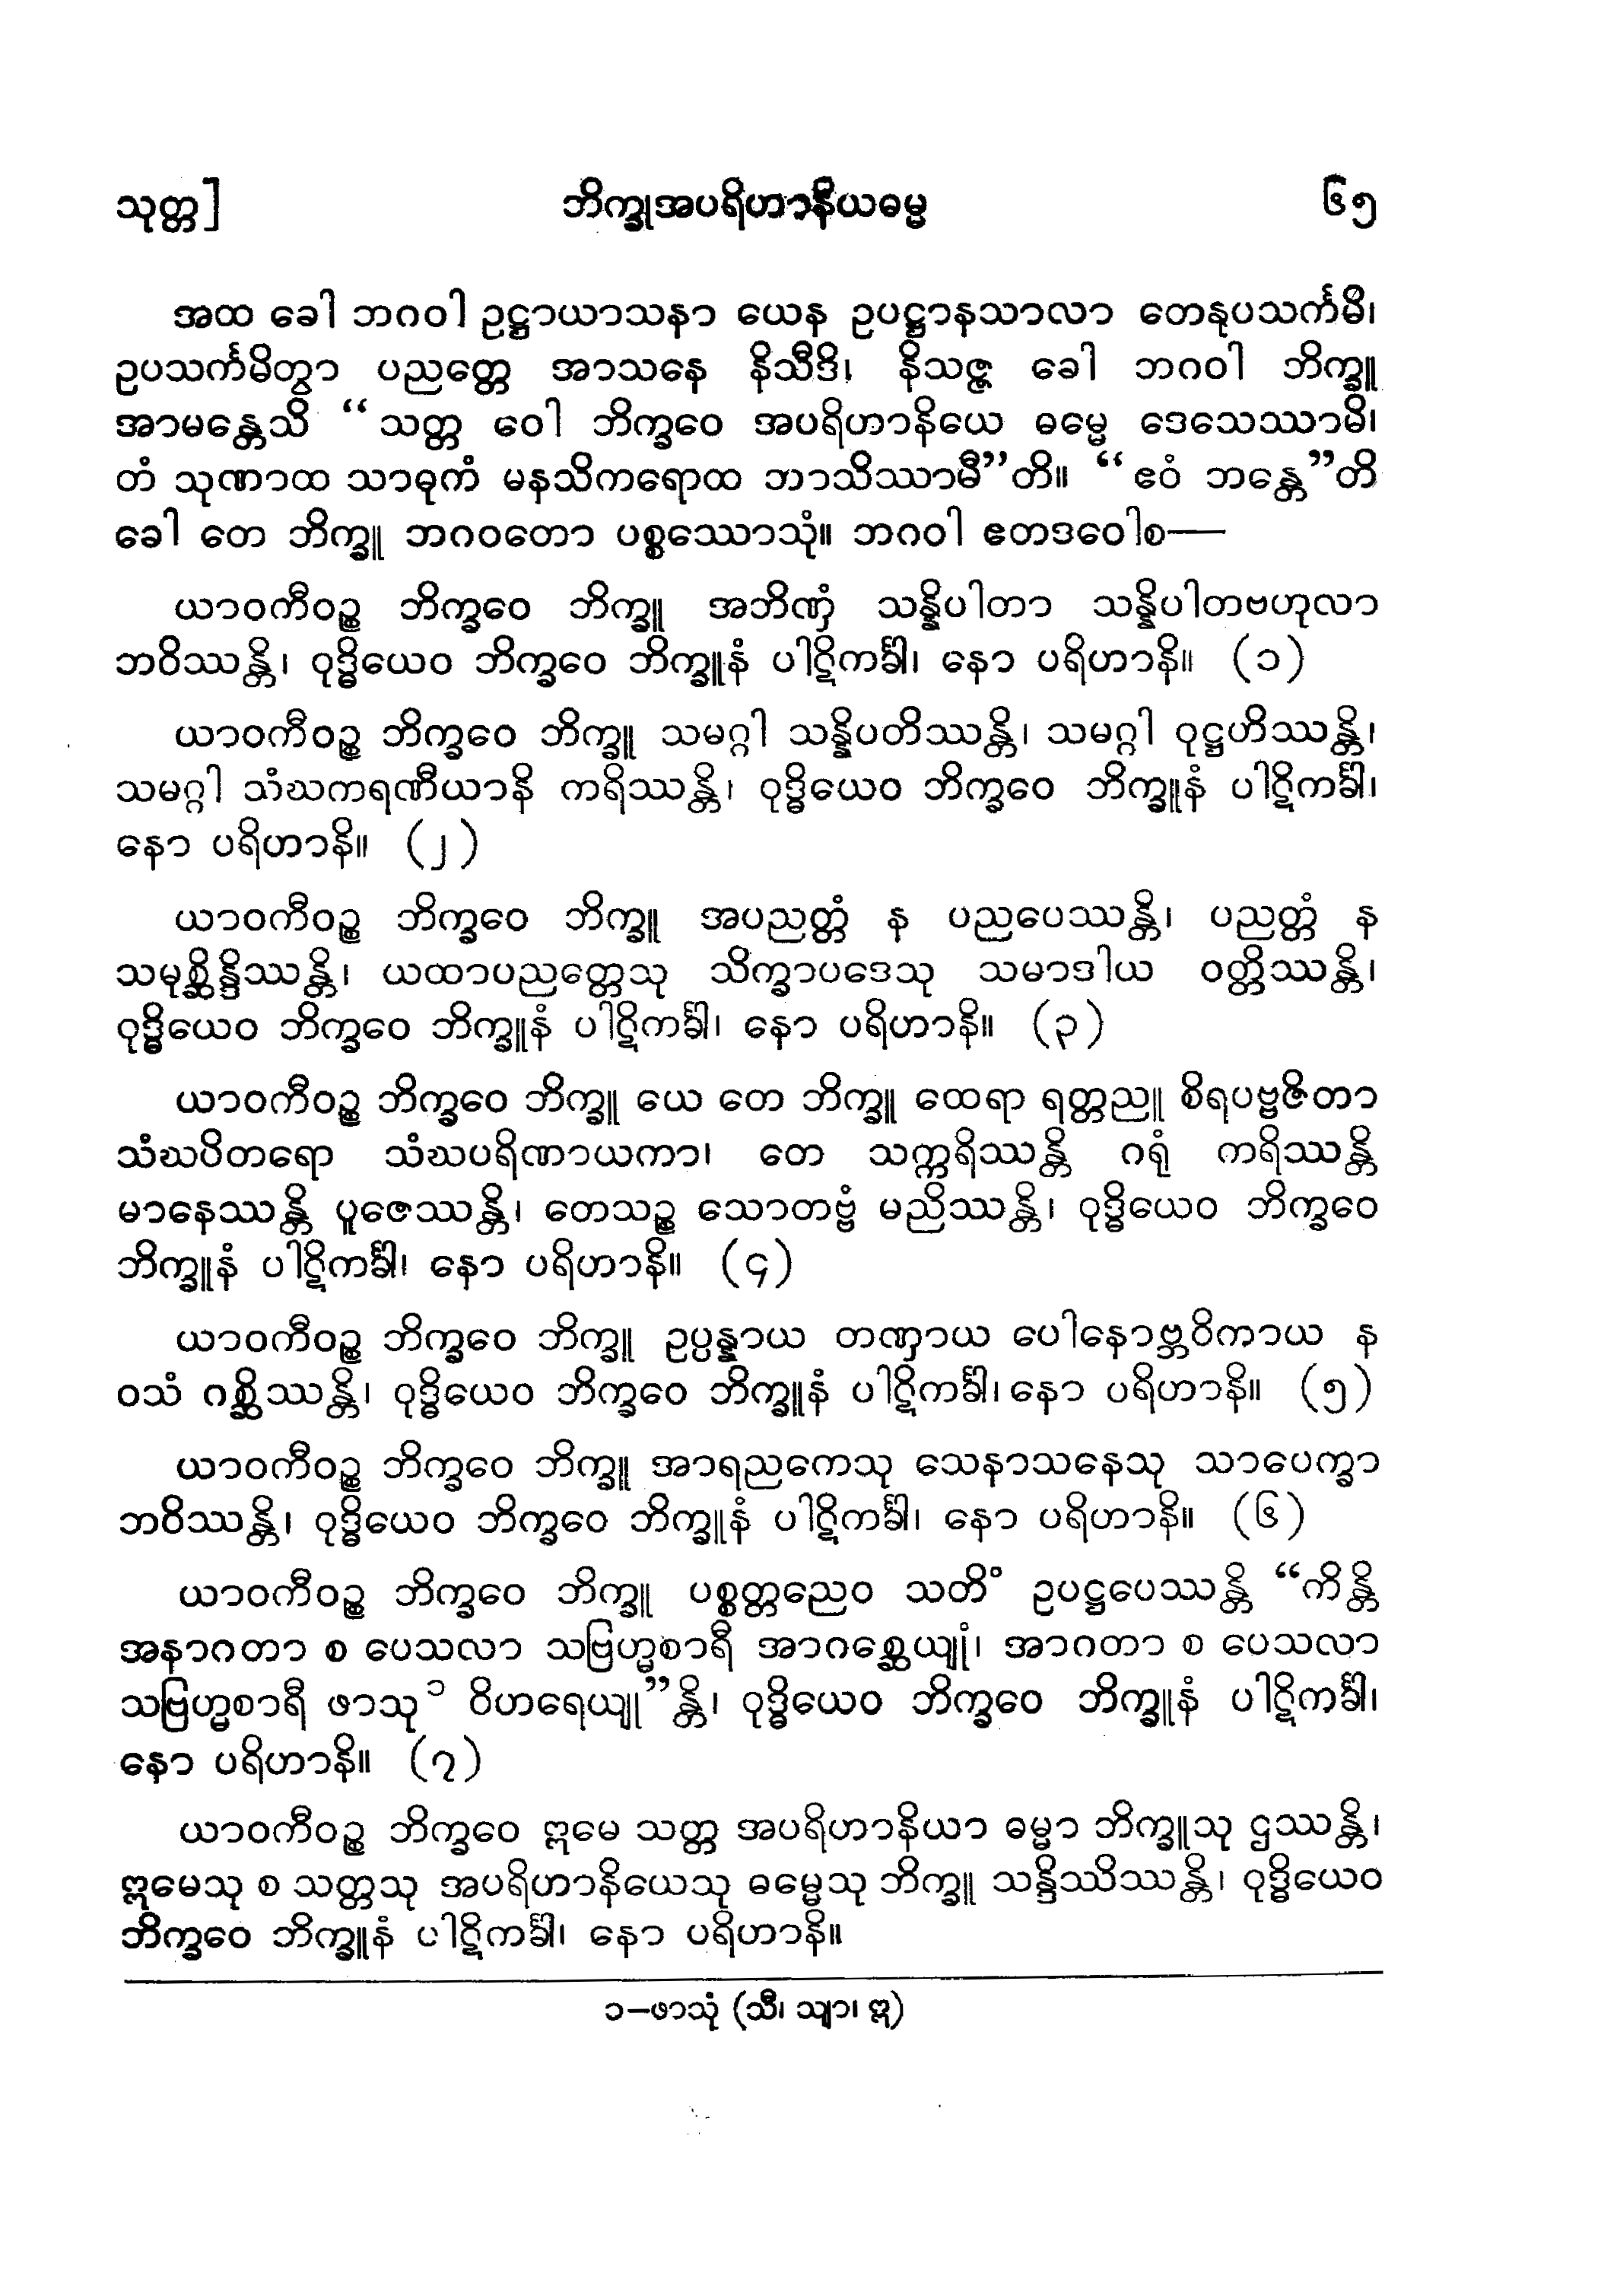 သုတ္တ] ဘိက္ခုအပရိဟာနိယဓမ္မ ၆၅
အထ ခေါ ဘဂဝါ ဥဋ္ဌာယာသနာ ယေန ဥပဋ္ဌာနသာလာ တေနုပသင်္ကမိ၊
ဥပသင်္ကမိတွာ ပညတ္တေ အာသနေ နိသီဒိ၊ နိသဇ္ဇ ခေါ ဘဂဝါ ဘိက္ခူ
အာမန္တေသိ “ သတ္တ ဝေါ ဘိက္ခဝေ အပရိဟာနိယေ ဓမ္မေ ဒေသေဿာမိ၊
တံ သုဏာထ သာဓုကံ မနသိကရောထ ဘာသိဿာမီ”တိ။ “ဧဝံ ဘန္တေ”တိ
ခေါ တေ ဘိက္ခူ ဘဂဝတော ပစ္စဿောသုံ။ ဘဂဝါ ဧတဒဝေါစ—
ယာဝကီဝဉ္စ ဘိက္ခဝေ ဘိက္ခူ အဘိဏှံ သန္နိပါတာ သန္နိပါတဗဟုလာ
ဘဝိဿန္တိ၊ ဝုဒ္ဓိယေဝ ဘိက္ခဝေ ဘိက္ခူနံ ပါဋိကင်္ခါ၊ နော ပရိဟာနိ။ (၁)
ယာဝကီဝဉ္စ ဘိက္ခဝေ ဘိက္ခူ သမဂ္ဂါ သန္နိပတိဿန္တိ၊ သမဂ္ဂါ ဝုဋ္ဌဟိဿန္တိ၊
သမဂ္ဂါ သံဃကရဏီယာနိ ကရိဿန္တိ၊ ဝုဒ္ဓိယေဝ ဘိက္ခဝေ ဘိက္ခူနံ ပါဋိကင်္ခါ၊
နော ပရိဟာနိ။ (၂)
ယာဝကီဝဉ္စ ဘိက္ခဝေ ဘိက္ခူ အပညတ္တံ န ပညပေဿန္တိ၊ ပညတ္တံ န
သမုစ္ဆိန္ဒိဿန္တိ၊ ယထာပညတ္တေသု သိက္ခာပဒေသု သမာဒါယ ဝတ္တိဿန္တိ၊
ဝုဒ္ဓိယေဝ ဘိက္ခဝေ ဘိက္ခူနံ ပါဋိကင်္ခါ၊ နော ပရိဟာနိ။ (၃)
ယာဝကီဝဉ္စ ဘိက္ခဝေ ဘိက္ခူ ယေ တေ ဘိက္ခူ ထေရာ ရတ္တညူ စိရပဗ္ဗဇိတာ
သံဃပိတရော သံဃပရိဏာယကာ၊ တေ သက္ကရိဿန္တိ ဂရုံ ကရိဿန္တိ
မာနေဿန္တိ ပူဇေဿန္တိ၊ တေသဉ္စ သောတဗ္ဗံ မညိဿန္တိ၊ ဝုဒ္ဓိယေဝ ဘိက္ခဝေ
ဘိက္ခူနံ ပါဋိကင်္ခါ၊ နော ပရိဟာနိ။ (၄)
ယာဝကီဝဉ္စ ဘိက္ခဝေ ဘိက္ခူ ဥပ္ပန္နာယ တဏှာယ ပေါနောဗ္ဘဝိကာယ န
ဝသံ ဂစ္ဆိဿန္တိ၊ ဝုဒ္ဓိယေဝ ဘိက္ခဝေ ဘိက္ခူနံ ပါဋိကင်္ခါ၊ နော ပရိဟာနိ။ (၅)
ယာဝကီဝဉ္စ ဘိက္ခဝေ ဘိက္ခူ အာရညကေသု သေနာသနေသု သာပေက္ခာ
ဘဝိဿန္တိ၊ ဝုဒ္ဓိယေဝ ဘိက္ခဝေ ဘိက္ခူနံ ပါဋိကင်္ခါ၊ နော ပရိဟာနိ။ (၆)
ယာဝကီဝဉ္စ ဘိက္ခဝေ ဘိက္ခူ ပစ္စတ္တညေဝ သတိံ ဥပဋ္ဌပေဿန္တိ “ကိန္တိ
အနာဂတာ စ ပေသလာ သဗြဟ္မစာရီ အာဂစ္ဆေယျုံ၊ အာဂတာ စ ပေသလာ
သဗြဟ္မစာရီ ဖာသု ၁ ဝိဟရေယျု”န္တိ၊ ဝုဒ္ဓိယေဝ ဘိက္ခဝေ ဘိက္ခူနံ ပါဋိကင်္ခါ၊
နော ပရိဟာနိ။ (၇)
ယာဝကီဝဉ္စ ဘိက္ခဝေ ဣမေ သတ္တ အပရိဟာနိယာ ဓမ္မာ ဘိက္ခူသု ဌဿန္တိ၊
ဣမေသု စ သတ္တသု အပရိဟာနိယေသု ဓမ္မေသု ဘိက္ခူ သန္ဒိဿိဿန္တိ၊ ဝုဒ္ဓိယေဝ
ဘိက္ခဝေ ဘိက္ခူနံ ပါဋိကင်္ခါ၊ နော ပရိဟာနိ။
၁–ဖာသုံ (သီ၊ သျာ၊ ဣ)